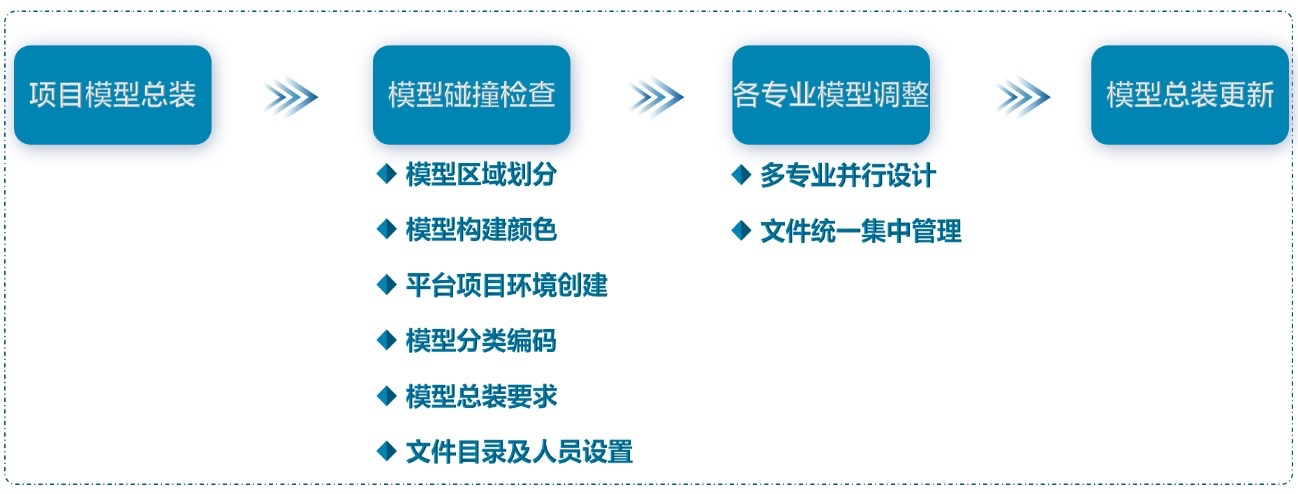 项目模型总装
模型碰撞检查
各专业模型调整
模型总装更新
模型区域划分
模型构建颜色
平台项目环境创建
模型分类编码
模型总装要求
文件目录及人员设置
多专业并行设计
文件统一集中管理